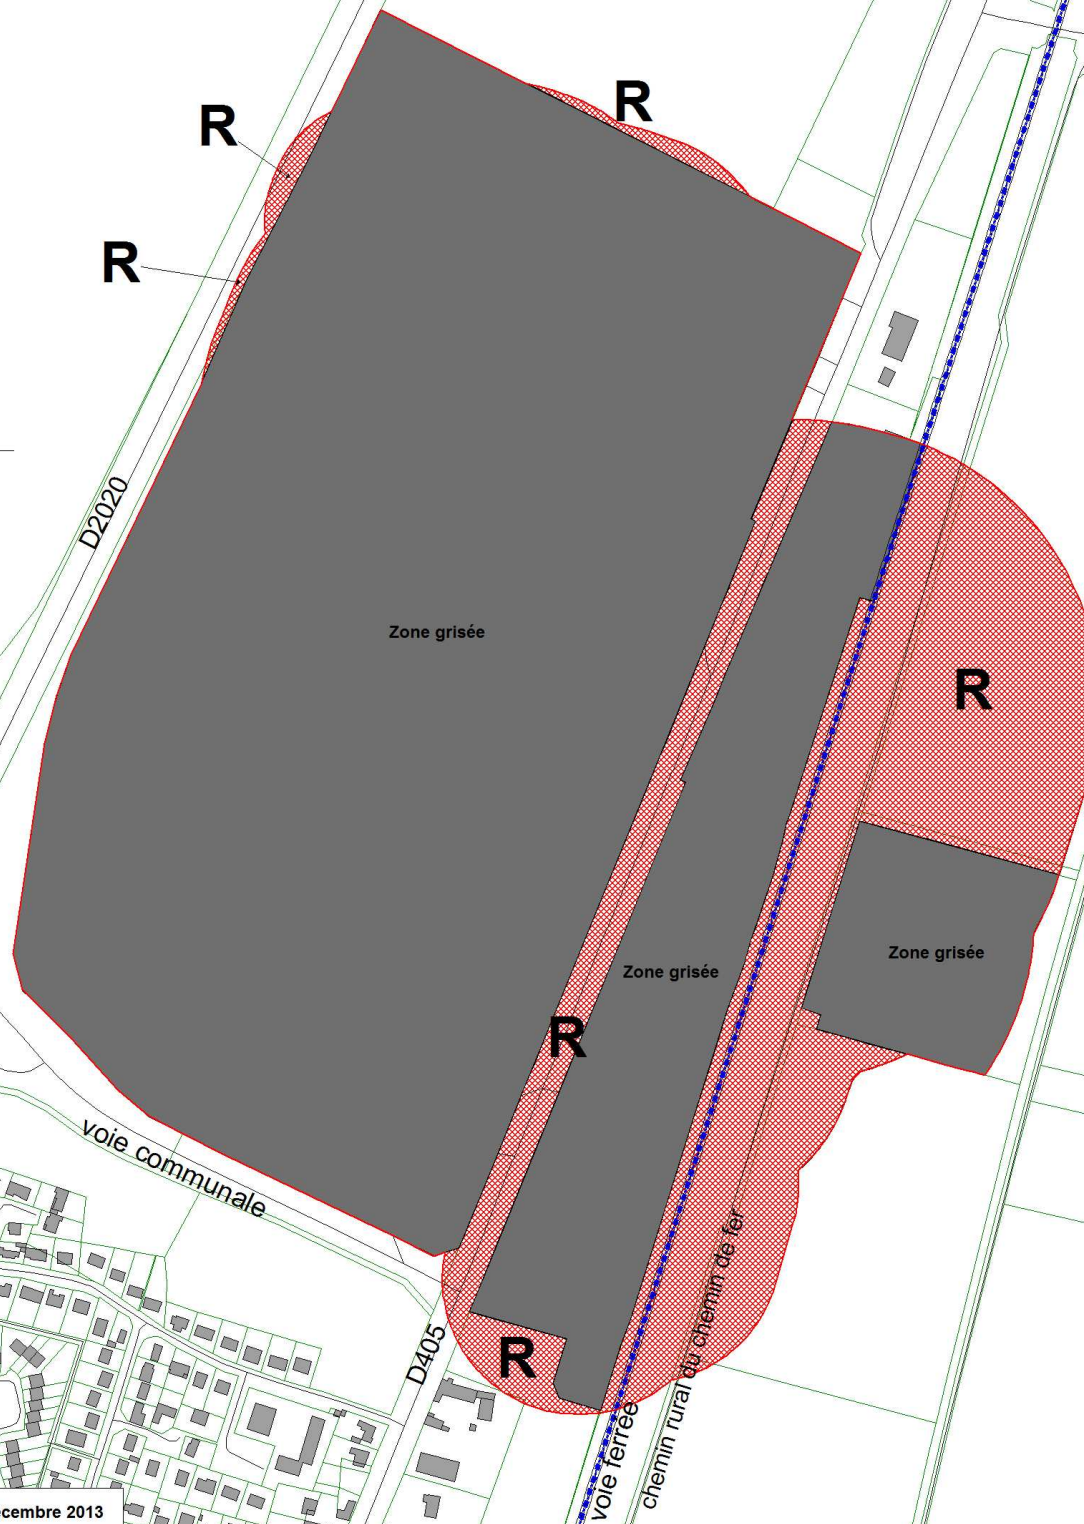 R
R
R
D2020
Zone grisée
R
Zone grisée
Zone grisée
R
voie communale
chemin rural du chemin de fer
D405
R
voie ferrée
écembre 2013